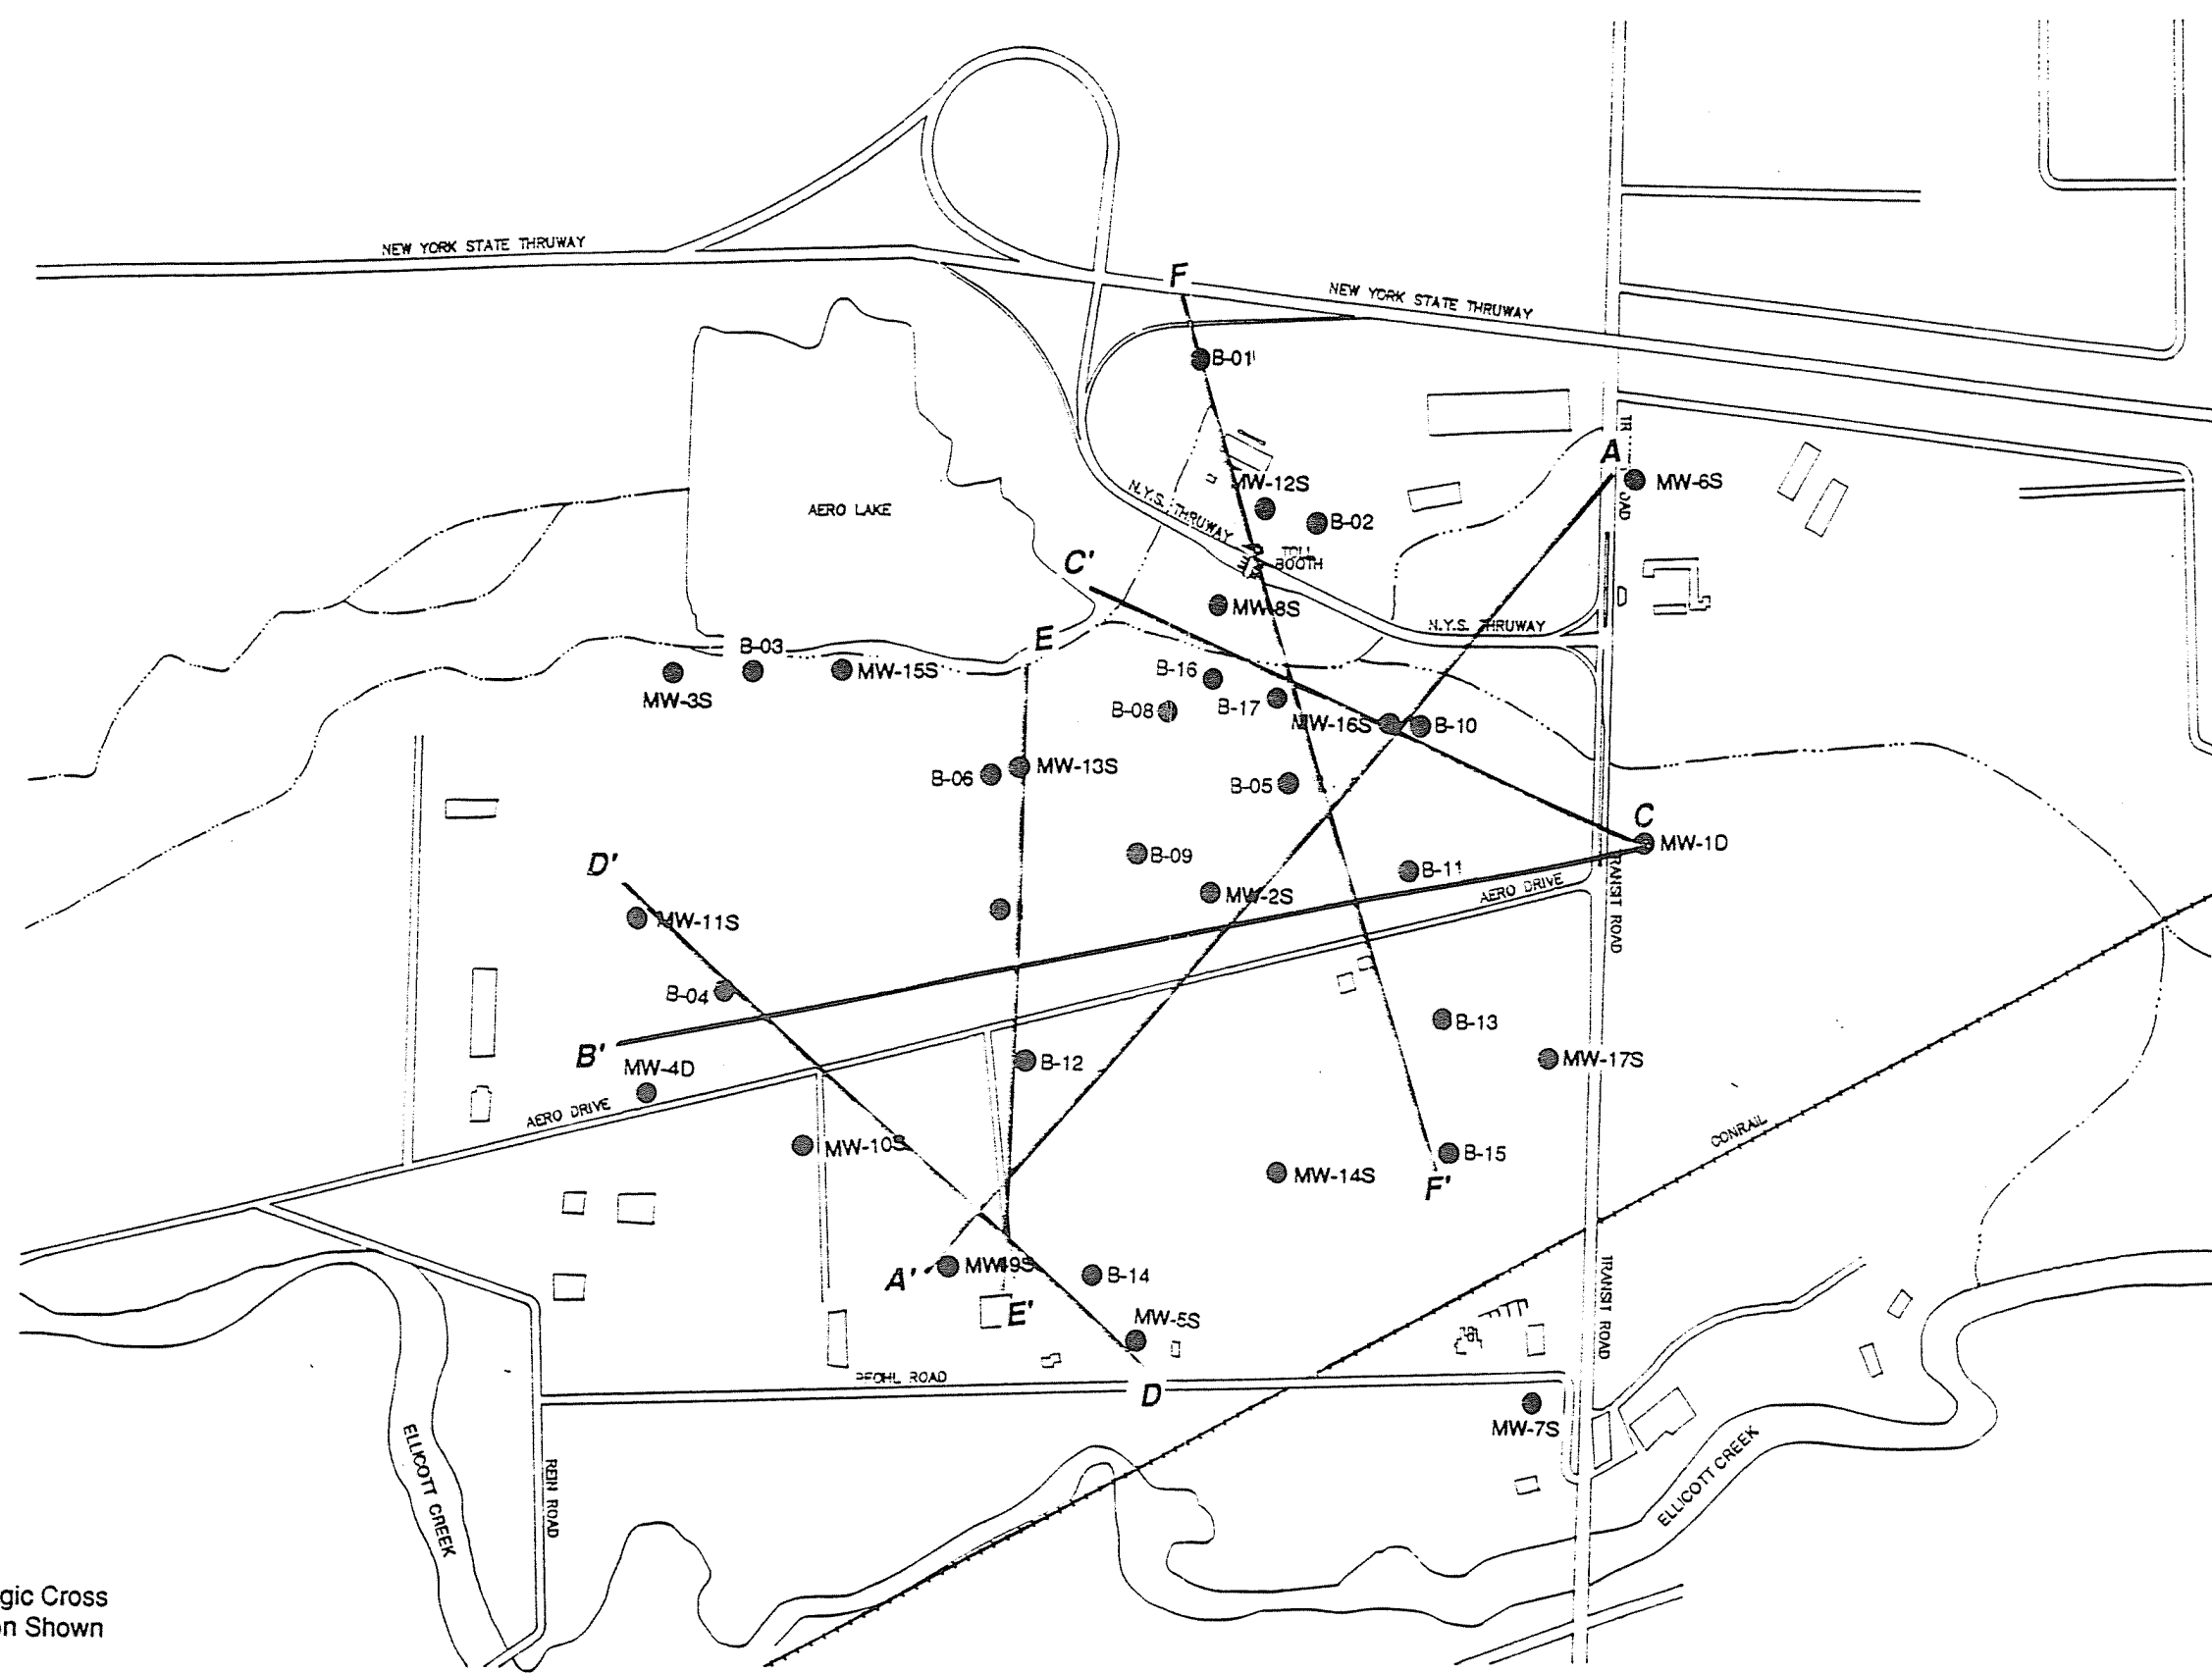 NEW YORK STATE THRUWAY
F
NEW YORK STATE THRUWAY
B-01
A
MW-6S
MW-12S
B-02
N.Y.S. THRUWAY
AERO LAKE
TOLL
BOOTH
C'
MW-8S
N.Y.S. THRUWAY
E
B-03
MW-15S
MW-3S
B-16
B-08
B-17
MW-16S
B-10
B-06
MW-13S
B-05
C
MW-1D
B-09
D'
B-11
MW-2S
AERO DRIVE
TRANSIT ROAD
MW-11S
B-04
B-13
B'
MW-4D
B-12
MW-17S
AERO DRIVE
CONRAIL
MW-10S
B-15
MW-14S
F'
A'
MW-9S
B-14
E'
MW-5S
TRANSIT ROAD
PFOHL ROAD
D
MW-7S
ELLICOTT CREEK
REIN ROAD
ELLICOTT CREEK
gic Cross
on Shown